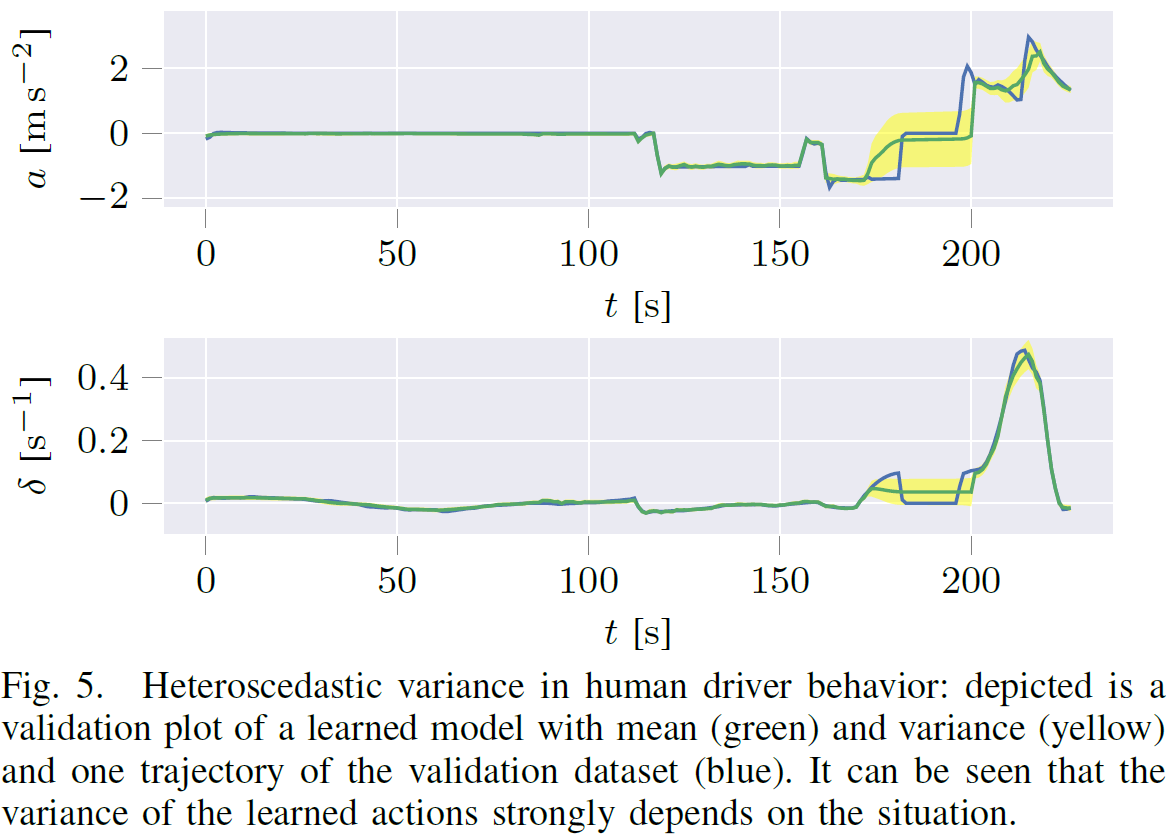 a [m s−2]
2
0
−2
0 50 100 150 200
t [s]
δ [s−1]
0.4
0.2
0
0 50 100 150 200
t [s]
Fig. 5. Heteroscedastic variance in human driver behavior: depicted is a
validation plot of a learned model with mean (green) and variance (yellow)
and one trajectory of the validation dataset (blue). It can be seen that the
variance of the learned actions strongly depends on the situation.